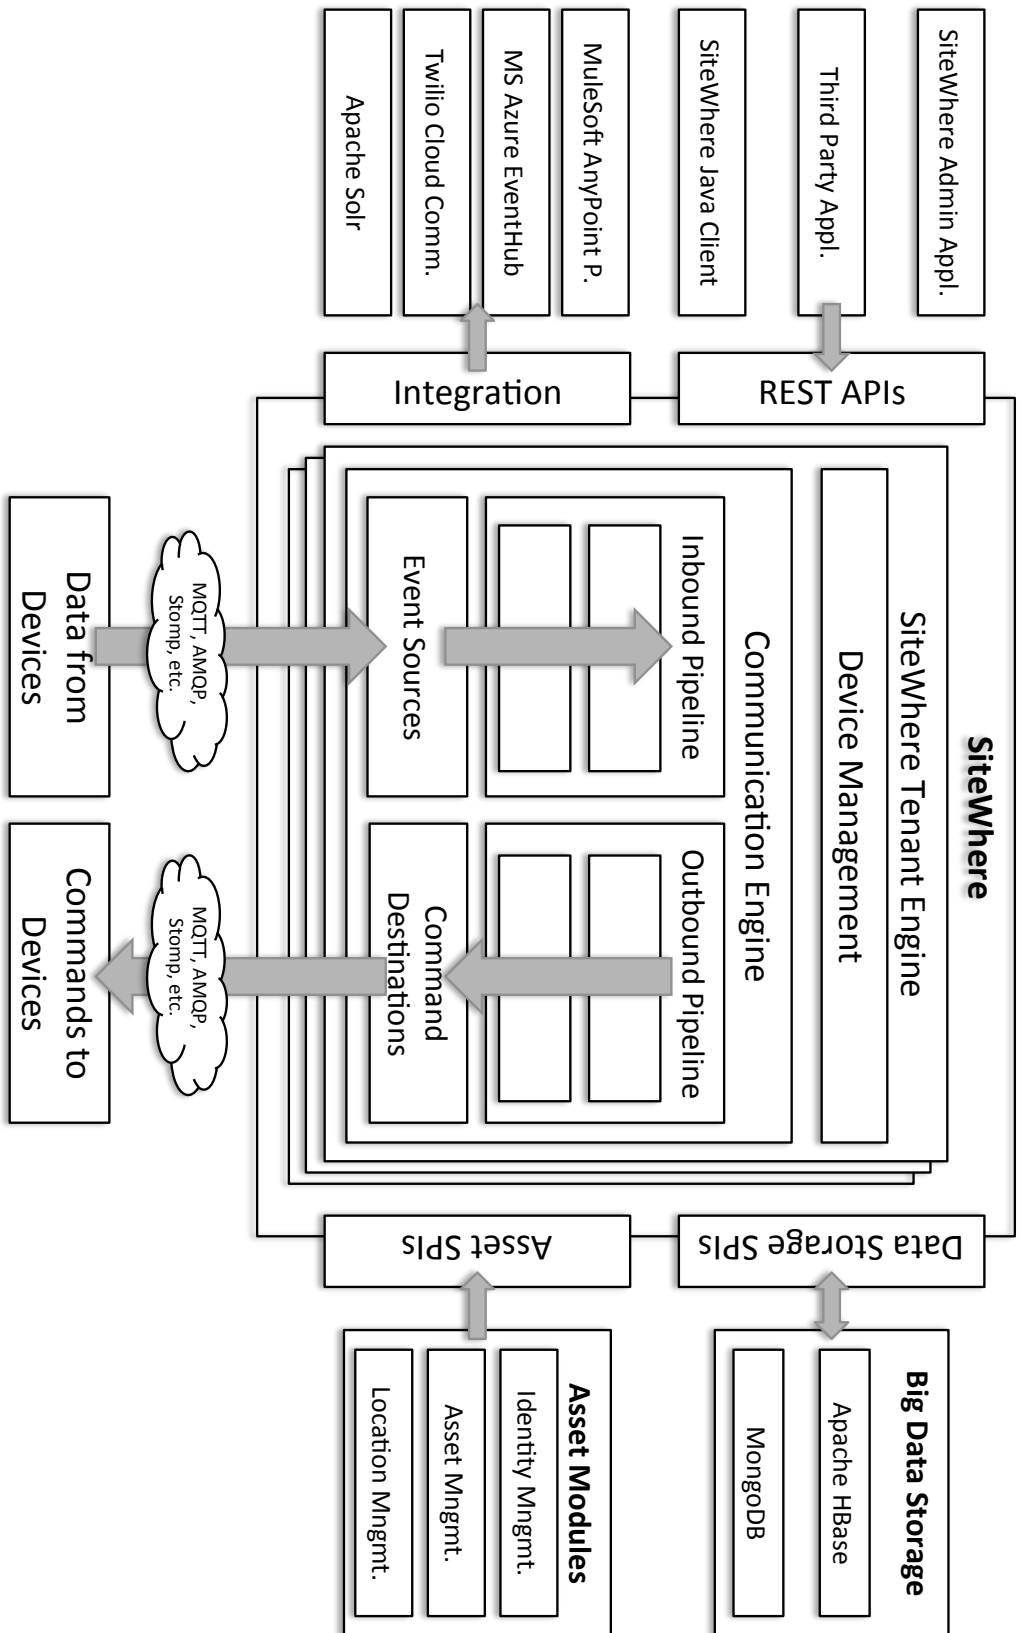 SiteWhere
SiteWhere Admin Appl.
Third Party Appl.
SiteWhere Java Client
REST APIs
MuleSoft AnyPoint P.
MS Azure EventHub
Twilio Cloud Comm.
Apache Solr
Integration
SiteWhere Tenant Engine
Device Management
Communication Engine
Inbound Pipeline
Outbound Pipeline
Event Sources
Command
Destinations
MQTT, AMQP,
Stomp, etc.
MQTT, AMQP,
Stomp, etc.
Data from
Devices
Commands to
Devices
Data Storage SPIs
Asset SPIs
Big Data Storage
Apache HBase
MongoDB
Asset Modules
Identity Mngmt.
Asset Mngmt.
Location Mngmt.